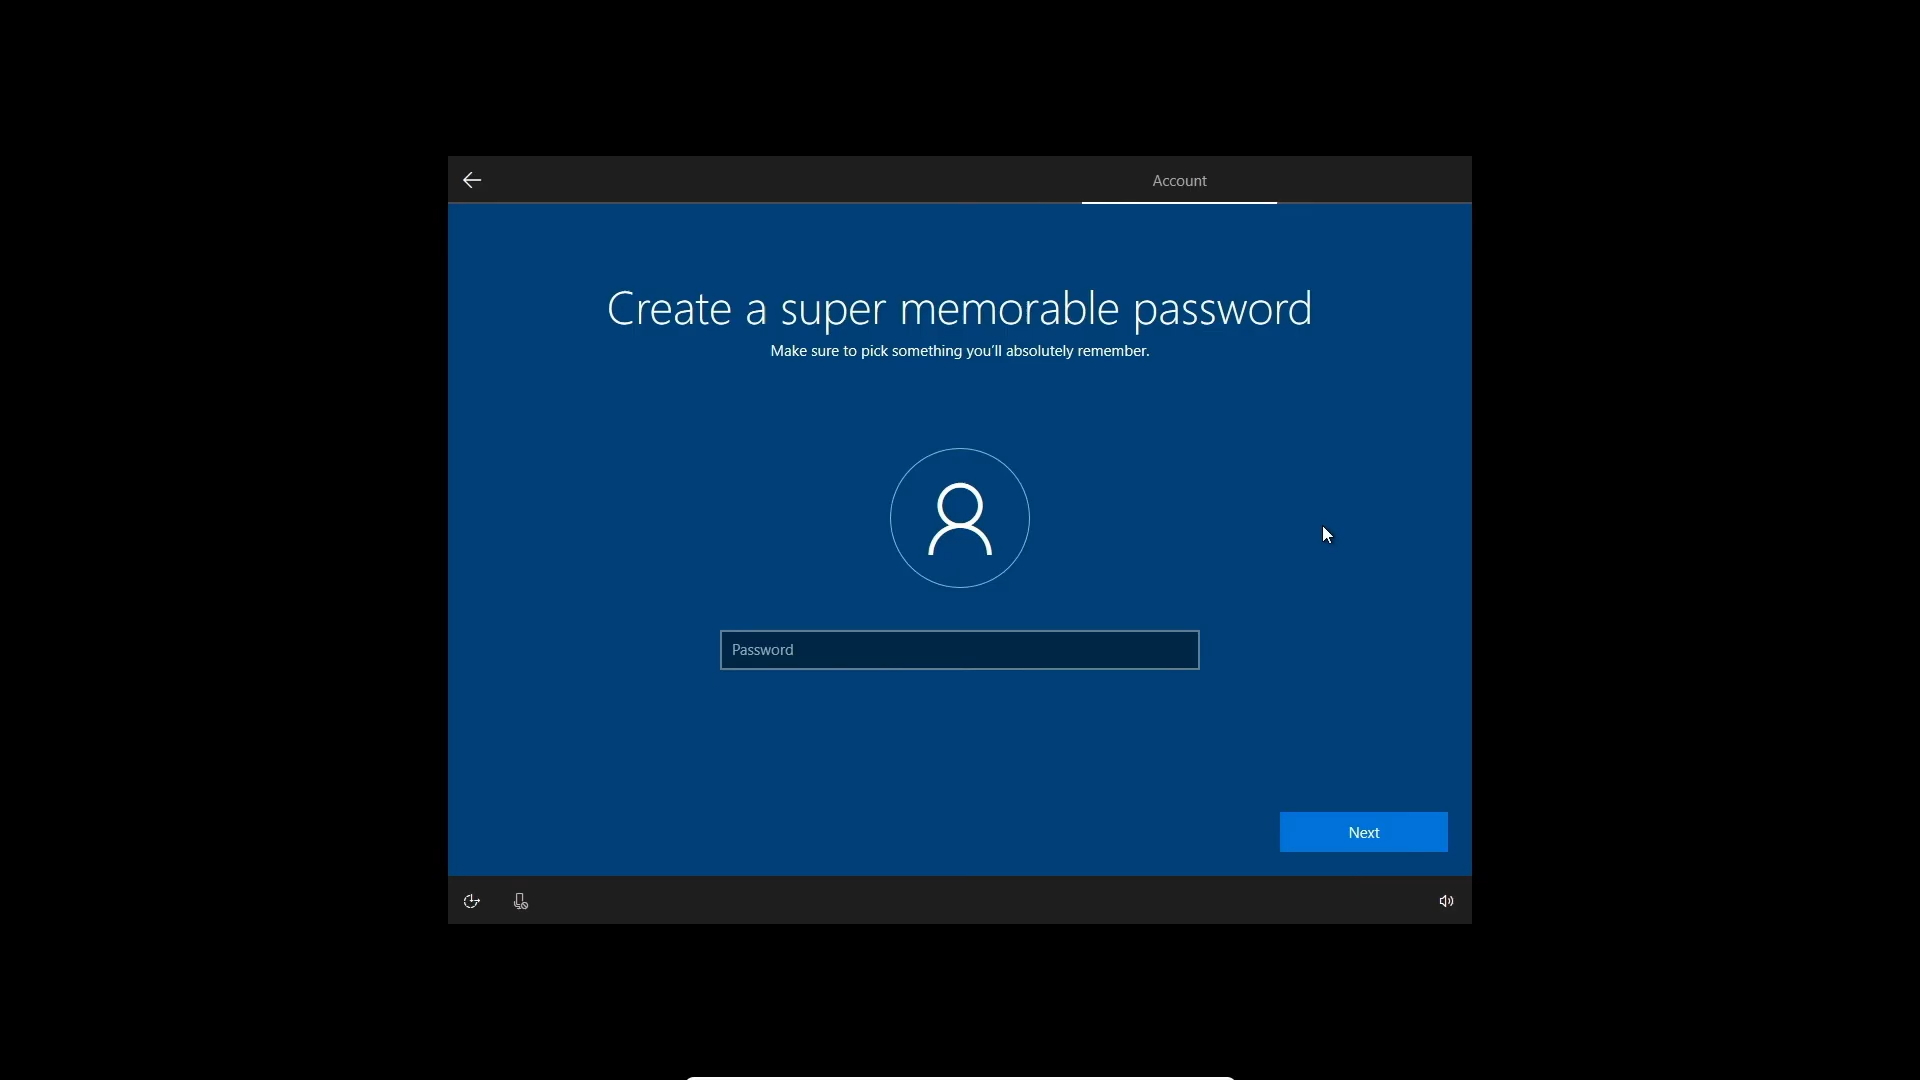 Account
Create a super memorable password
Make sure to pick something you'll absolutely remember.
Password
Next